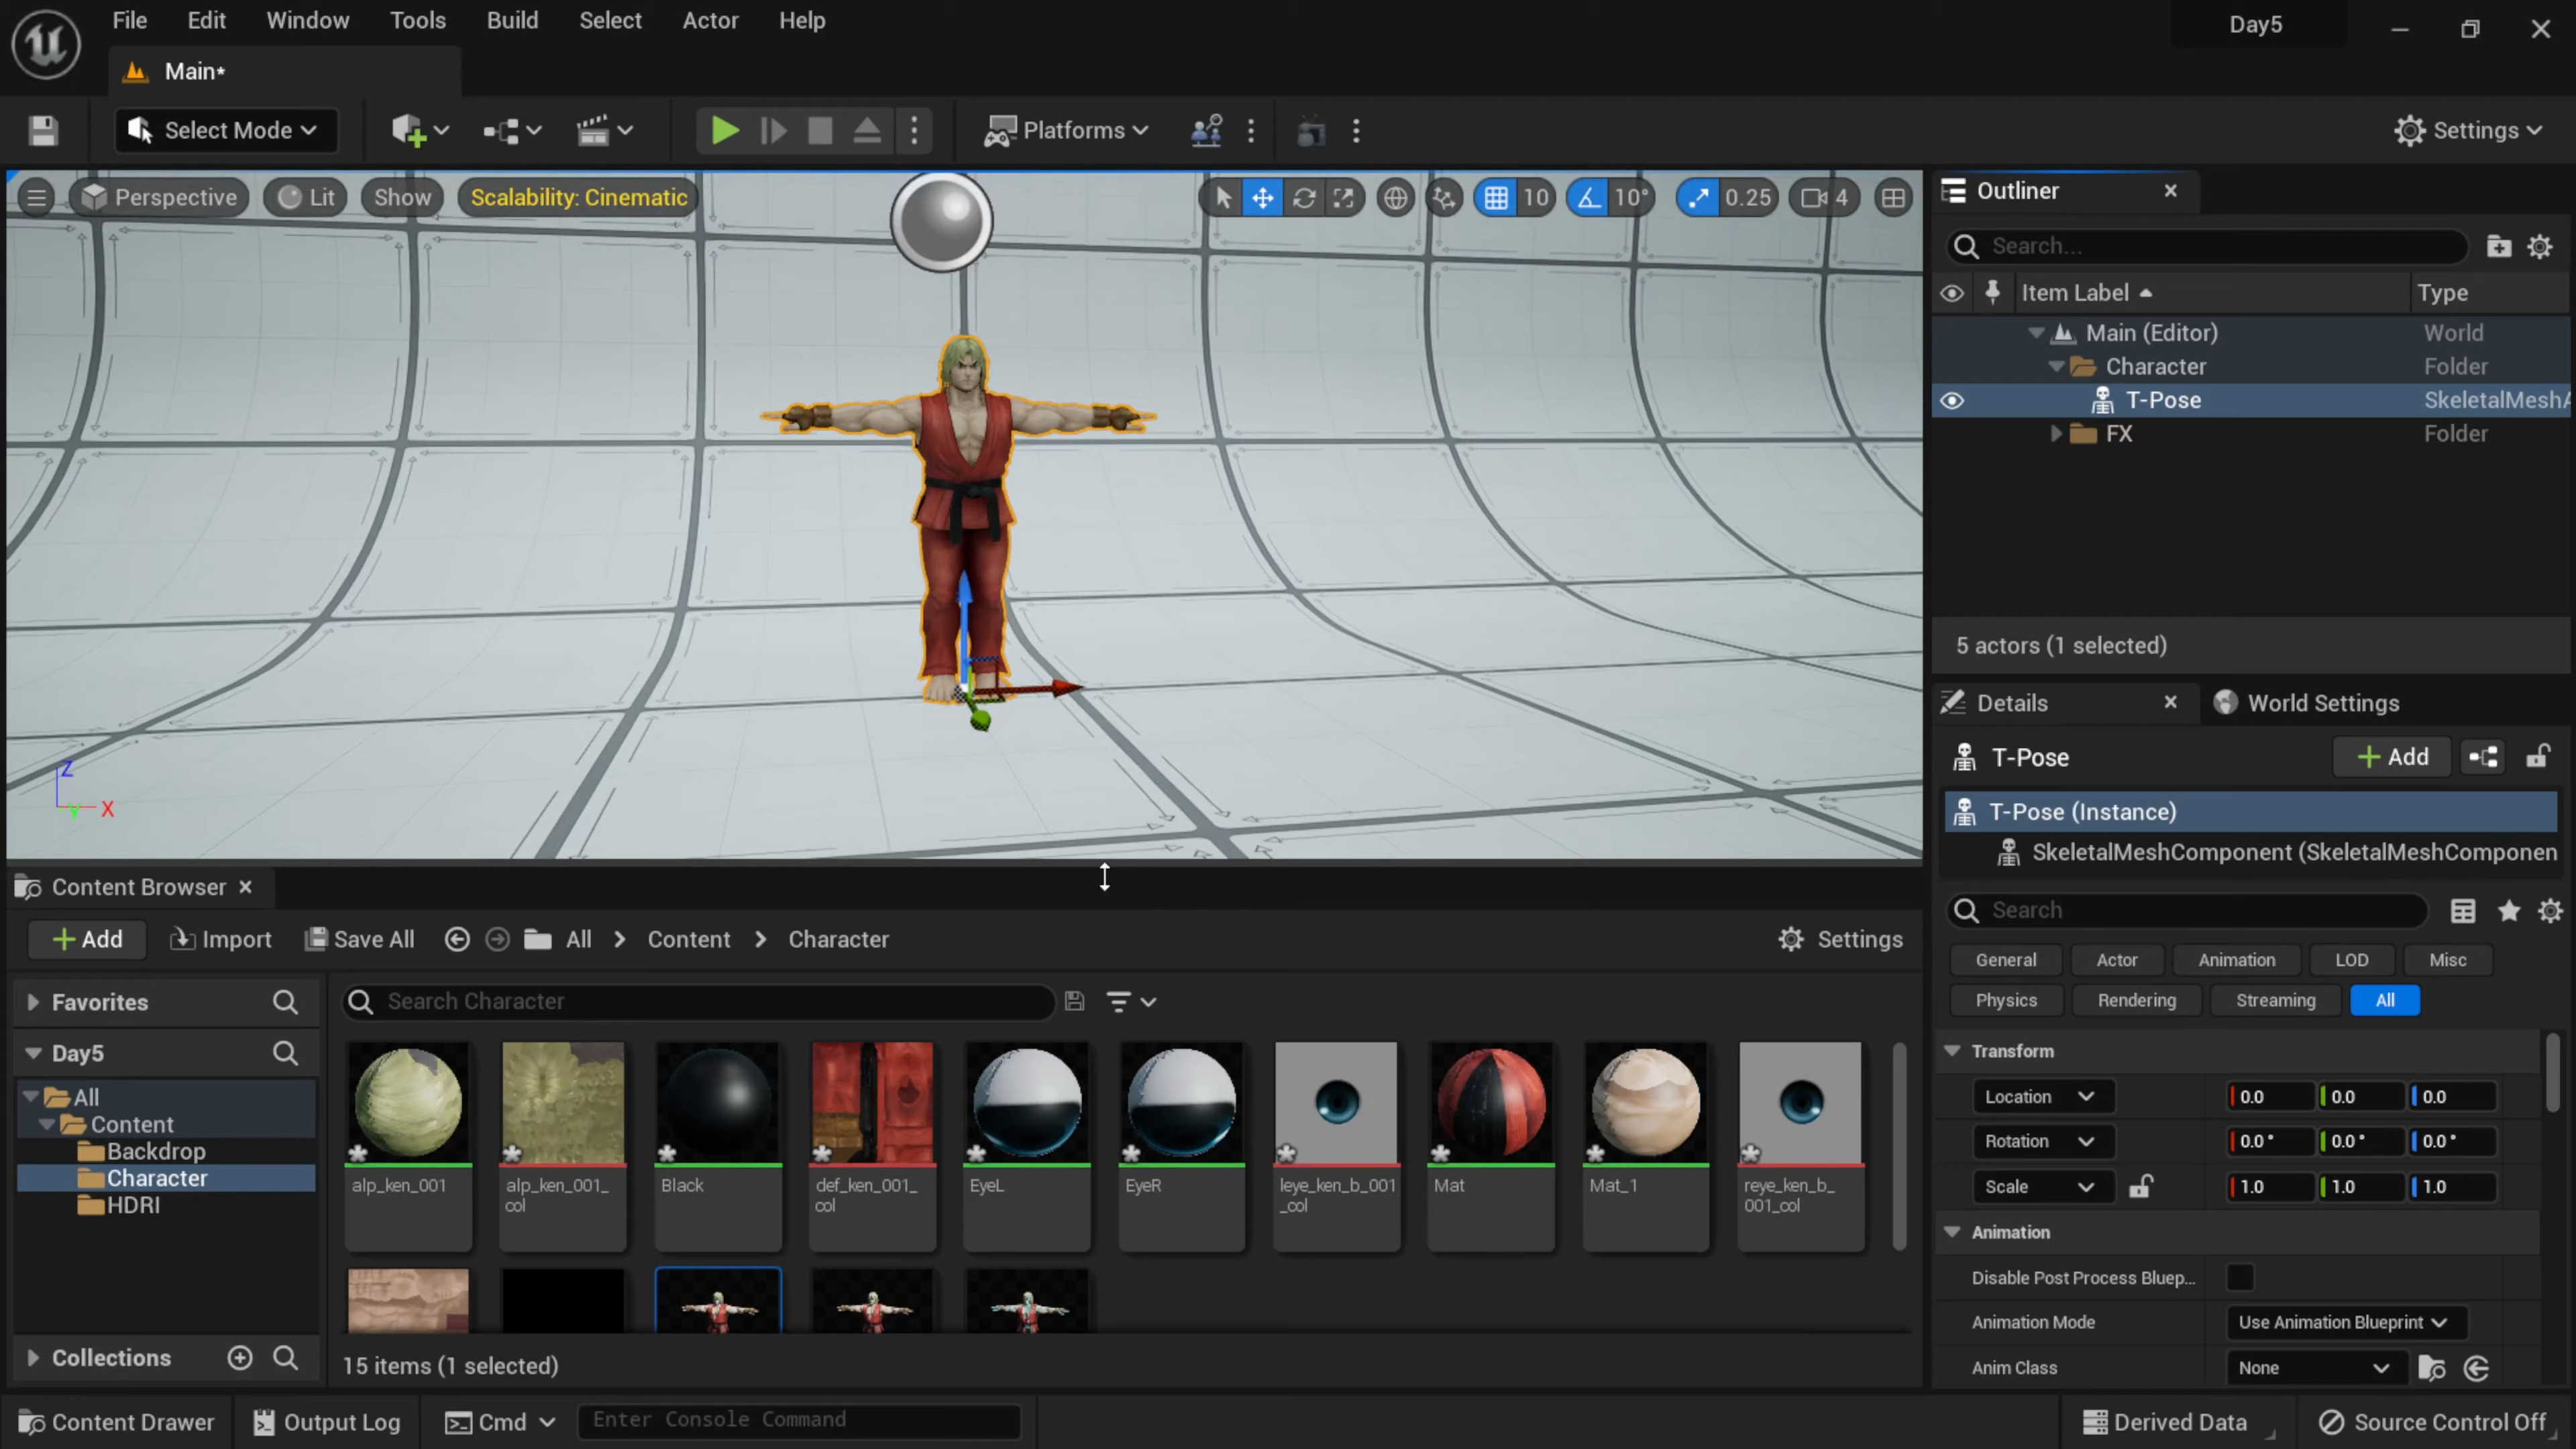 File Edit Window Tools Build Select Actor Help
Day5
Main*
Select Mode
Platforms
Settings
Perspective Lit Show Scalability: Cinematic
10 10° 0.25 4
Outliner
Search...
Item Label Type
Main (Editor) World
Character Folder
T-Pose SkeletalMeshA
FX Folder
5 actors (1 selected)
Z
Y X
Details World Settings
T-Pose Add
T-Pose (Instance)
SkeletalMeshComponent (SkeletalMeshComponen
Search
General Actor Animation LOD Misc
Physics Rendering Streaming All
Transform
Location 0.0 0.0 0.0
Rotation 0.0° 0.0° 0.0°
Scale 1.0 1.0 1.0
Animation
Disable Post Process Bluep...
Animation Mode Use Animation Blueprint
Anim Class None
Content Browser
Add Import Save All All > Content > Character Settings
Favorites
Search Character
Day5
All
Content
Backdrop
Character
HDRI
Collections
alp_ken_001
alp_ken_001_
col
Black
def_ken_001_
col
EyeL
EyeR
leye_ken_b_001
_col
Mat
Mat_1
reye_ken_b_
001_col
15 items (1 selected)
Content Drawer Output Log Cmd Enter Console Command
Derived Data Source Control Off